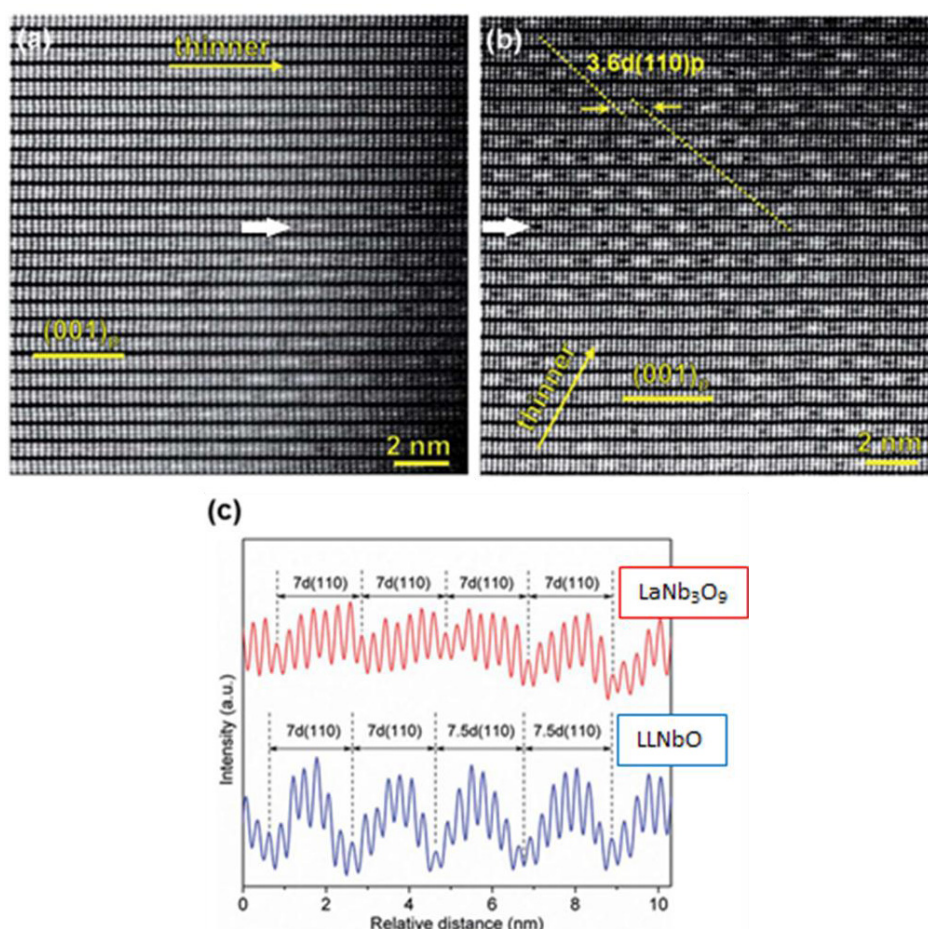 (a)
thinner
(001)p
2 nm
(b)
3.6d(110)p
thinner
(001)p
2 nm
(c)
7d(110) 7d(110) 7d(110) 7d(110)
LaNb₃O₉
7d(110) 7d(110) 7.5d(110) 7.5d(110)
LLNbO
Intensity (a.u.)
0 2 4 6 8 10
Relative distance (nm)